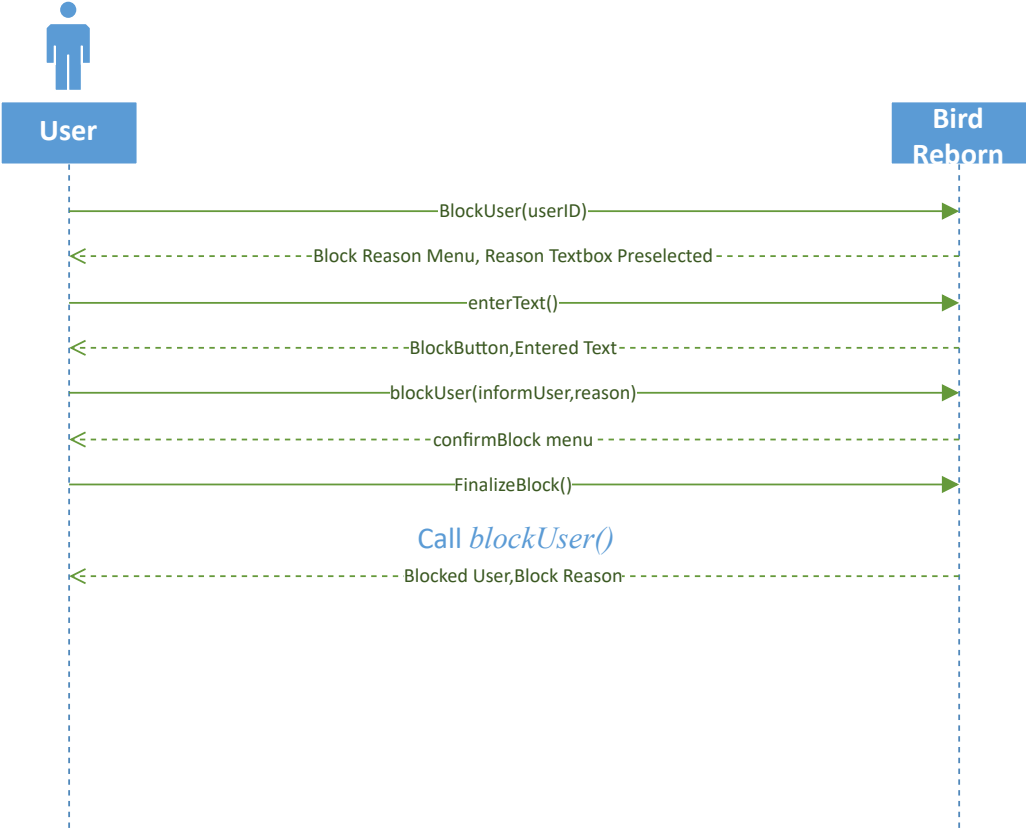 User
Bird
Reborn
BlockUser(userID)
Block Reason Menu, Reason Textbox Preselected
enterText()
BlockButton,Entered Text
blockUser(informUser,reason)
confirmBlock menu
FinalizeBlock()
Call blockUser()
Blocked User,Block Reason